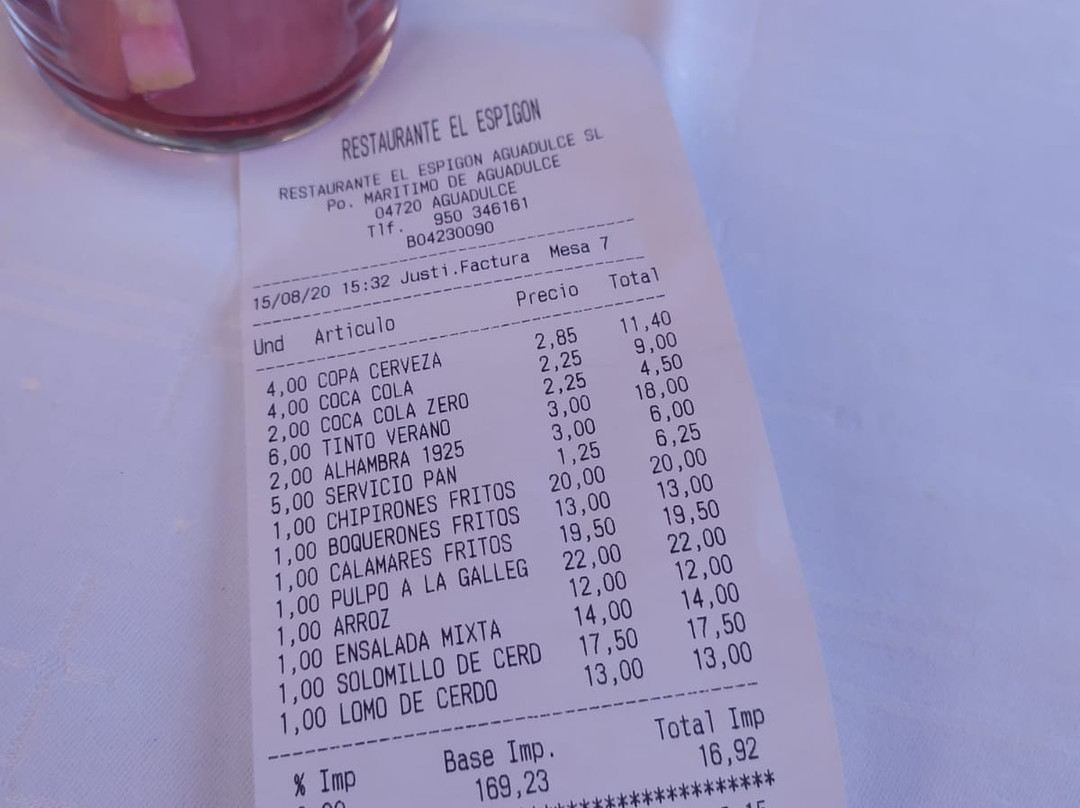 RESTAURANTE EL ESPIGON
RESTAURANTE EL ESPIGON AGUADULCE SL
Po. MARITIMO DE AGUADULCE
04720 AGUADULCE
Tlf. 950 346161
B04230090
15/08/20 15:32 Justi.Factura Mesa 7
Und Articulo Precio Total
4,00 COPA CERVEZA 2,85 11,40
4,00 COCA COLA 2,25 9,00
2,00 COCA COLA ZERO 2,25 4,50
6,00 TINTO VERANO 3,00 18,00
2,00 ALHAMBRA 1925 3,00 6,00
5,00 SERVICIO PAN 1,25 6,25
1,00 CHIPIRONES FRITOS 20,00 20,00
1,00 BOQUERONES FRITOS 13,00 13,00
1,00 CALAMARES FRITOS 19,50 19,50
1,00 PULPO A LA GALLEG 22,00 22,00
1,00 ARROZ 12,00 12,00
1,00 ENSALADA MIXTA 14,00 14,00
1,00 SOLOMILLO DE CERD 17,50 17,50
1,00 LOMO DE CERDO 13,00 13,00
% Imp Base Imp. Total Imp
169,23 16,92